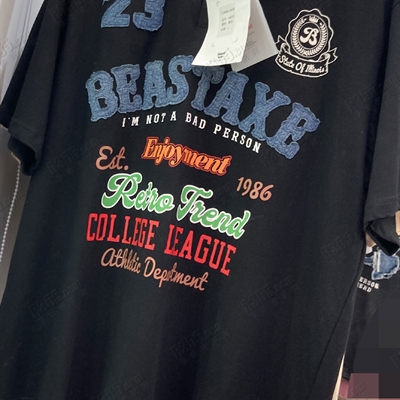 23
B
State Of Illinois
BEASTAXE
I'M NOT A BAD PERSON
Enjoyment
Est. 1986
Retro Trend
COLLEGE LEAGUE
Athletic Department